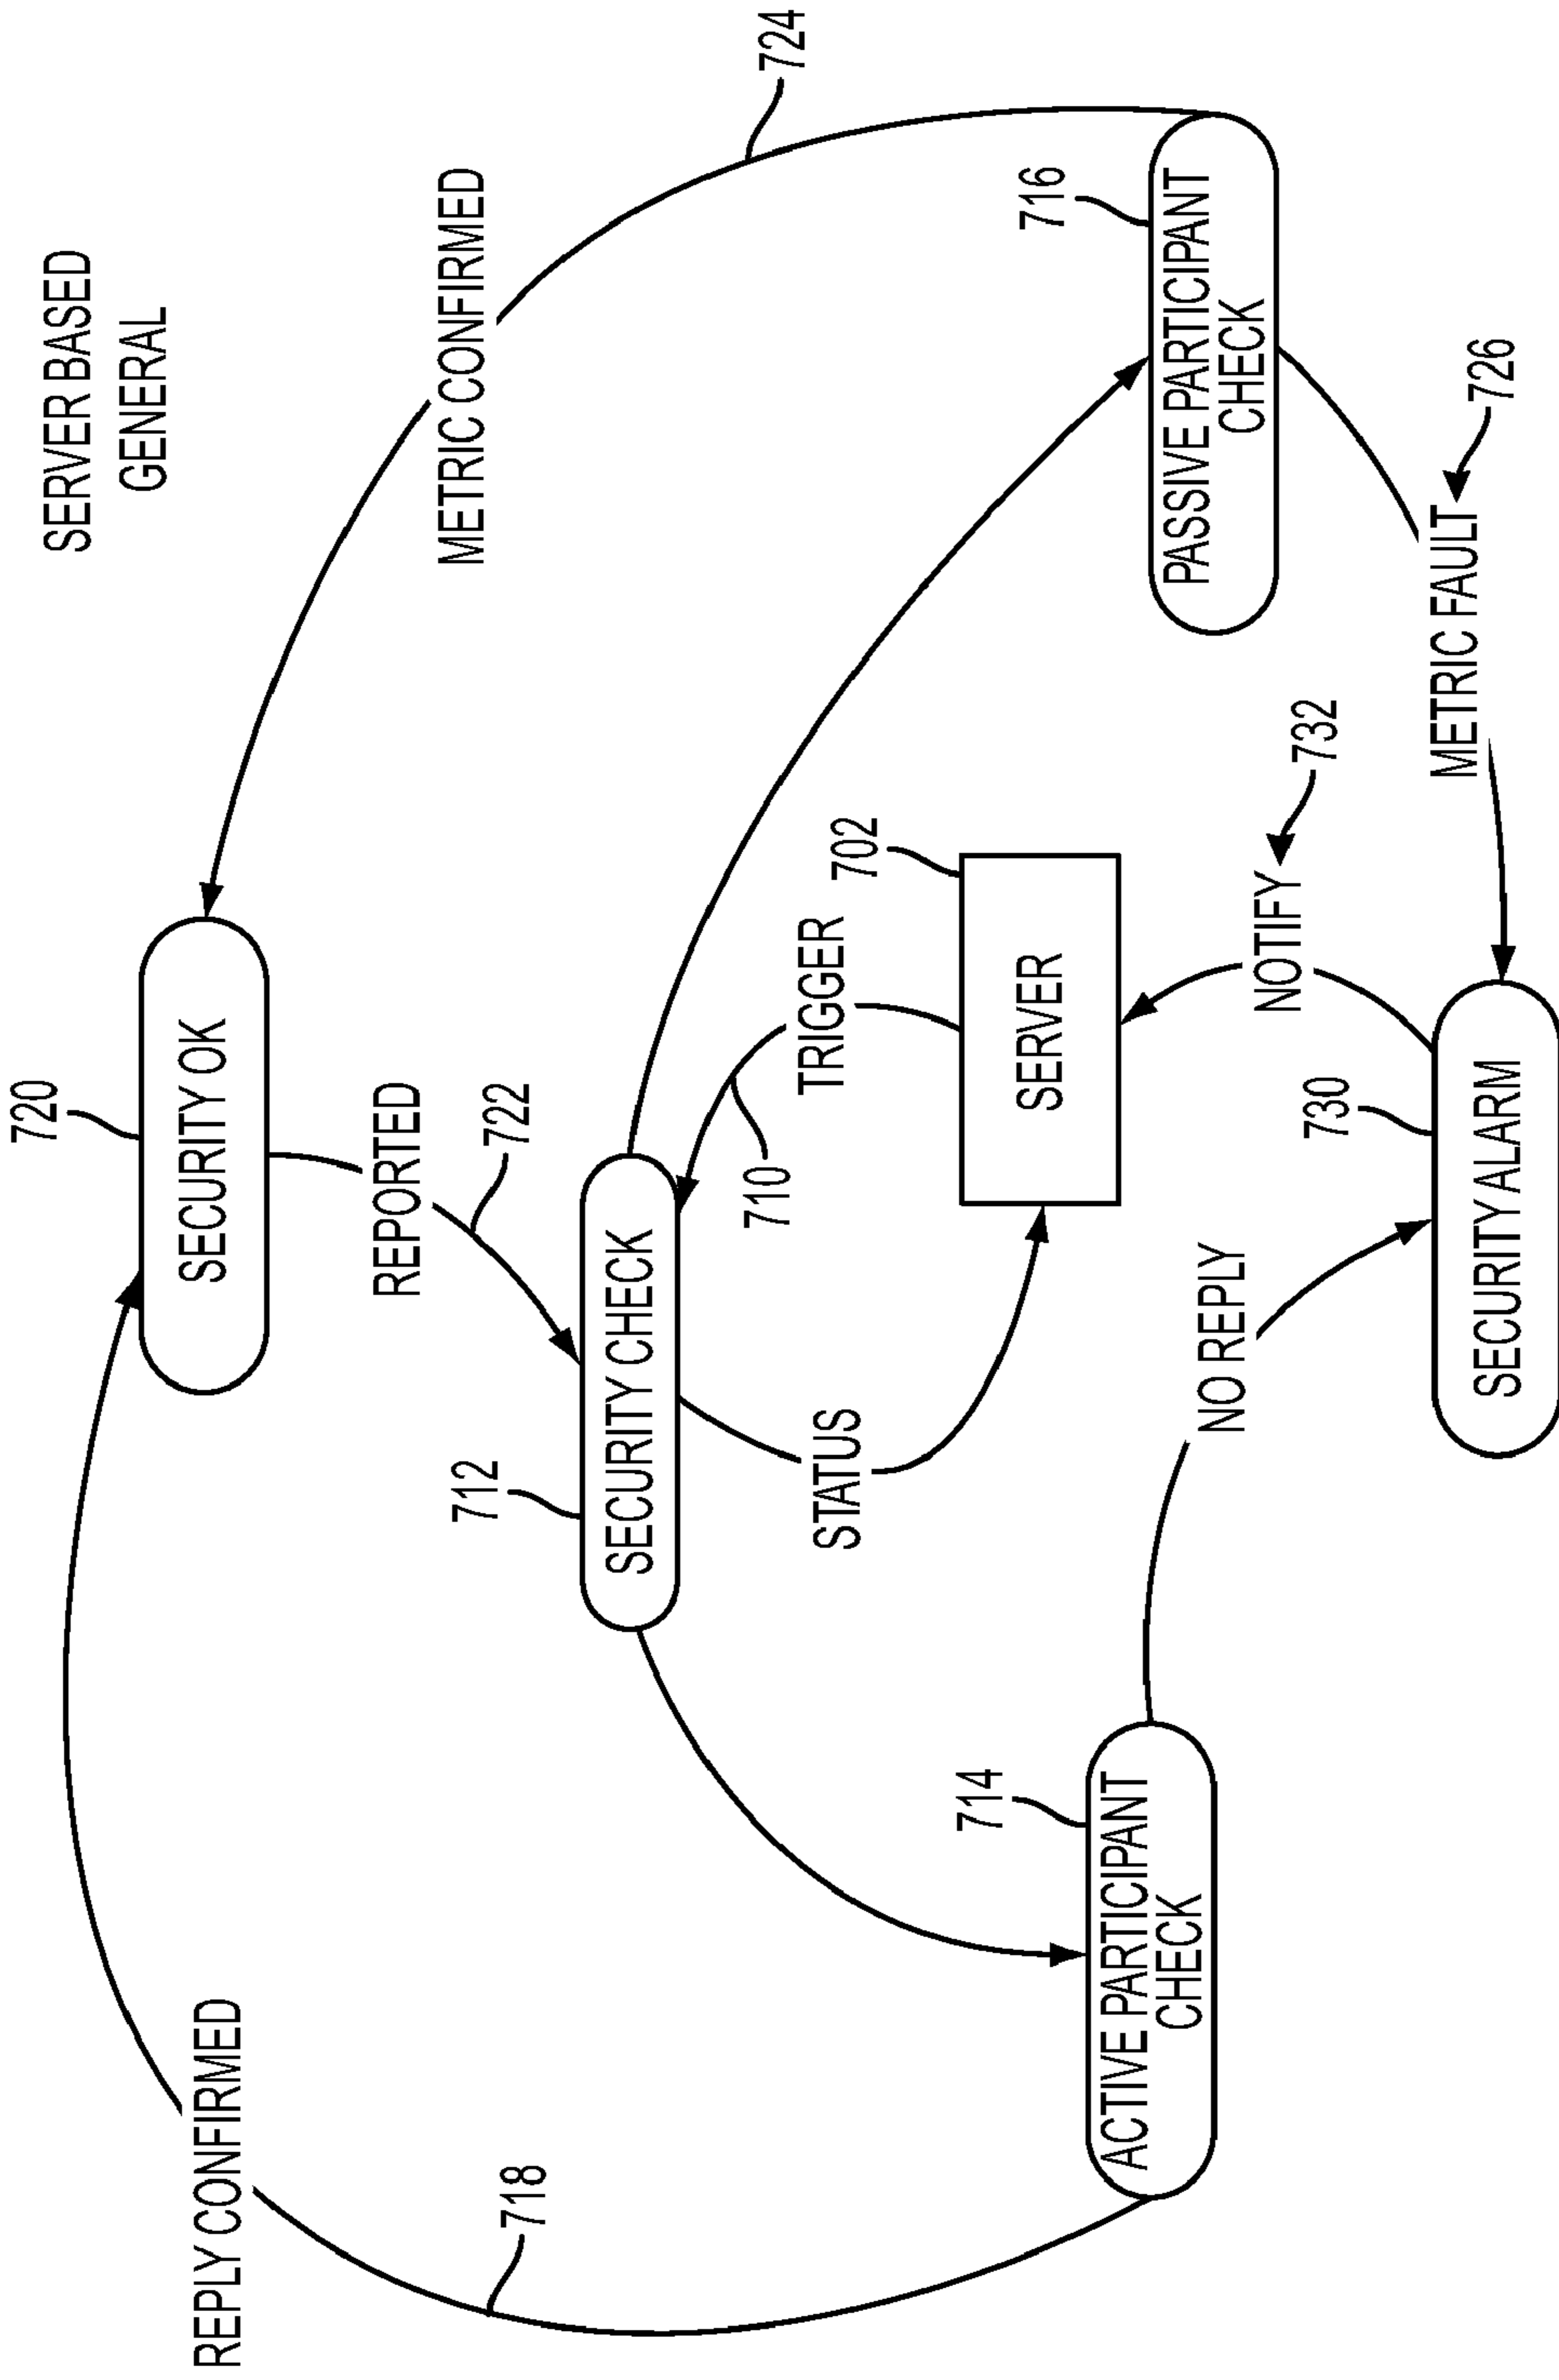 SERVER BASED
GENERAL
720
SECURITY OK
REPLY CONFIRMED
718
REPORTED
722
METRIC CONFIRMED
724
712
SECURITY CHECK
710
TRIGGER
STATUS
702
SERVER
714
ACTIVE PARTICIPANT
CHECK
716
PASSIVE PARTICIPANT
CHECK
NO REPLY
NOTIFY
732
METRIC FAULT
726
730
SECURITY ALARM